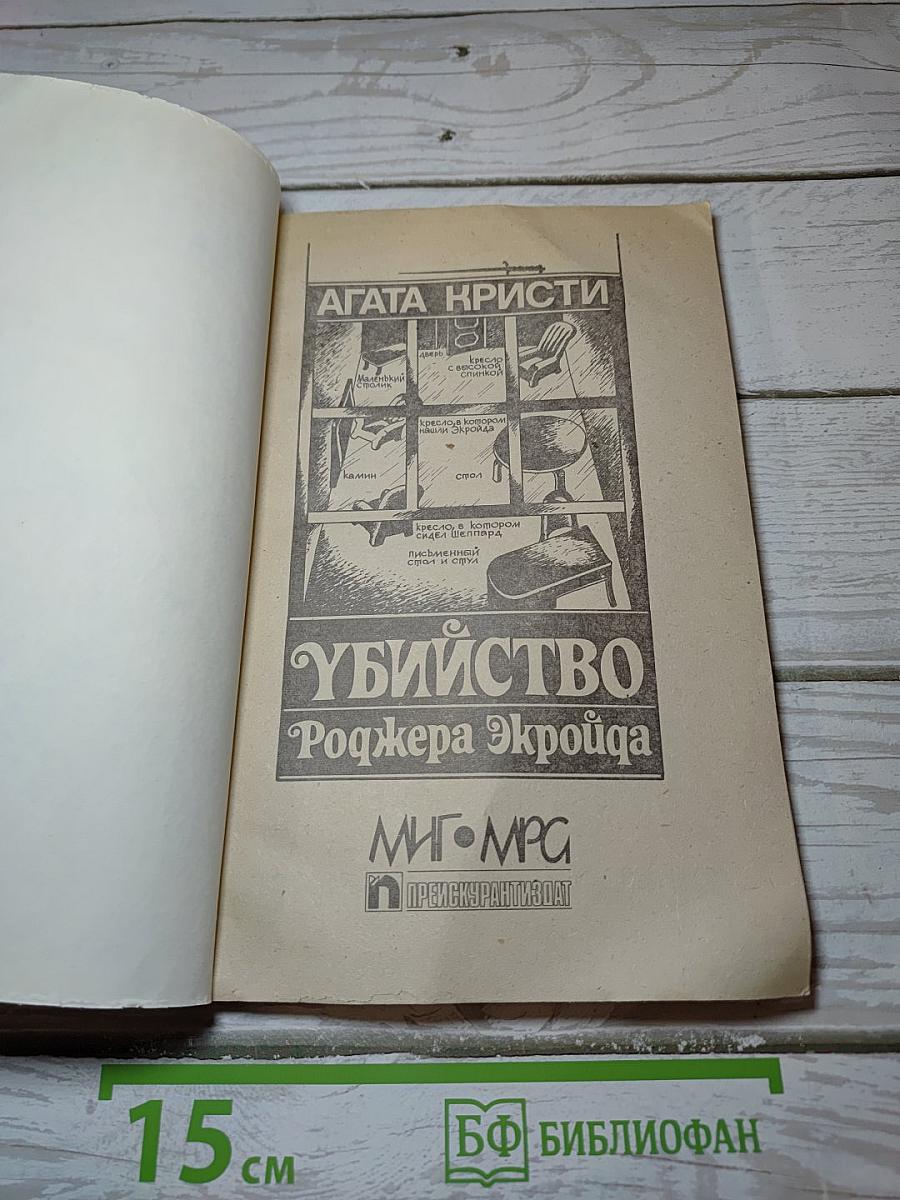 АГАТА КРИСТИ
дверь
кресло
с высокой
спинкой
Маленький
столик
кресло, в котором
нашли Экройда
камин
стол
кресло, в котором
сидел Шеппард
письменный
стол и стул
УБИЙСТВО
Роджера Экройда
МИГ•МРG
П ПРЕЙСКУРАНТИЗДАТ
15 см
БФ БИБЛИОФАН